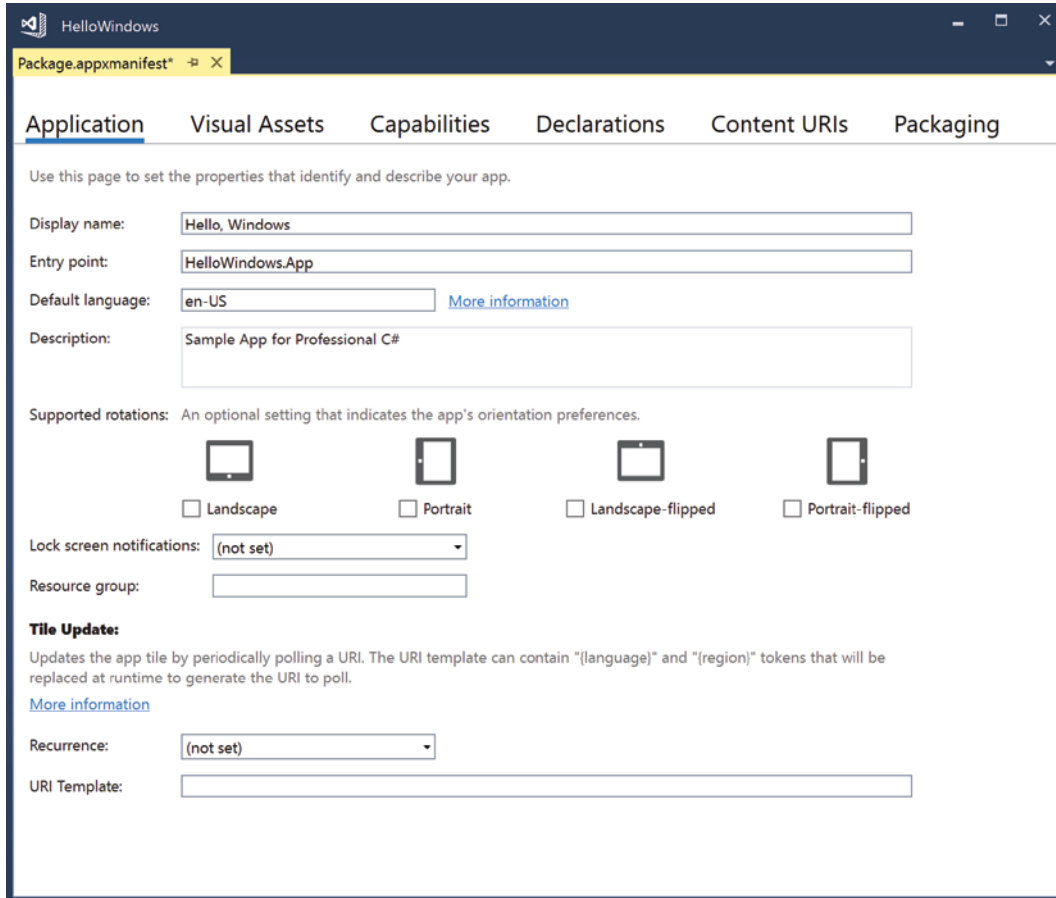 HelloWindows
Package.appxmanifest*
Application Visual Assets Capabilities Declarations Content URIs Packaging
Use this page to set the properties that identify and describe your app.
Display name: Hello, Windows
Entry point: HelloWindows.App
Default language: en-US More information
Description: Sample App for Professional C#
Supported rotations: An optional setting that indicates the app's orientation preferences.
Landscape Portrait Landscape-flipped Portrait-flipped
Lock screen notifications: (not set)
Resource group:
Tile Update:
Updates the app tile by periodically polling a URI. The URI template can contain "{language}" and "{region}" tokens that will be
replaced at runtime to generate the URI to poll.
More information
Recurrence: (not set)
URI Template: